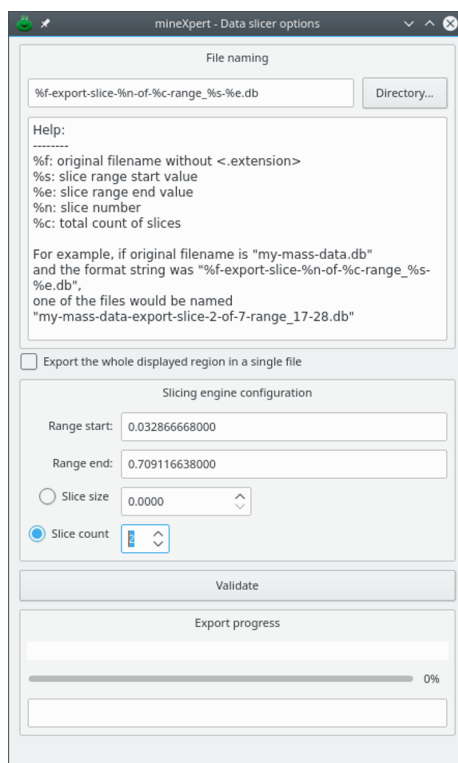 mineXpert - Data slicer options
File naming
%f-export-slice-%n-of-%c-range_%s-%e.db
Directory...
Help:
--------
%f: original filename without <.extension>
%s: slice range start value
%e: slice range end value
%n: slice number
%c: total count of slices
For example, if original filename is "my-mass-data.db"
and the format string was "%f-export-slice-%n-of-%c-range_%s-
%e.db",
one of the files would be named
"my-mass-data-export-slice-2-of-7-range_17-28.db"
Export the whole displayed region in a single file
Slicing engine configuration
Range start: 0.032866668000
Range end: 0.709116638000
Slice size 0.0000
Slice count 2
Validate
Export progress
0%